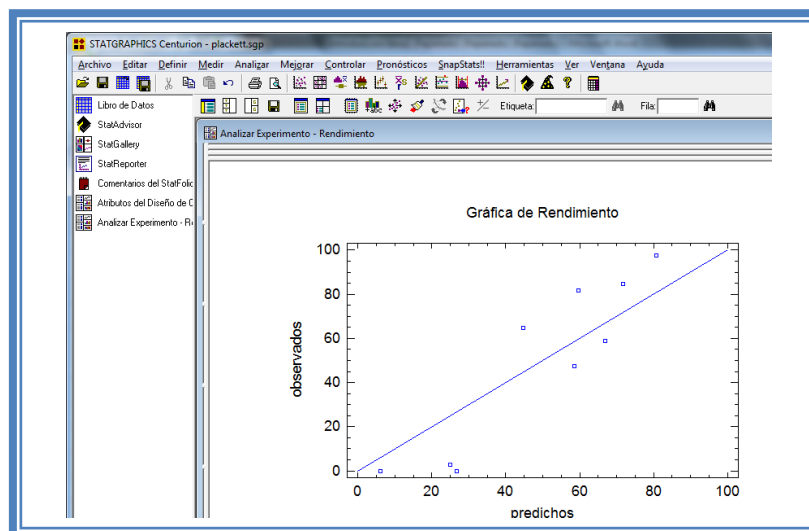 STATGRAPHICS Centurion - plackett.sgp
Archivo Editar Definir Medir Analizar Mejorar Controlar Pronósticos SnapStats!! Herramientas Ver Ventana Ayuda
Etiqueta: Fila:
Libro de Datos
StatAdvisor
StatGallery
StatReporter
Comentarios del StatFolio
Atributos del Diseño de C
Analizar Experimento - R
Analizar Experimento - Rendimiento
Gráfica de Rendimiento
100
80
60
40
20
0
observados
0 20 40 60 80 100
predichos